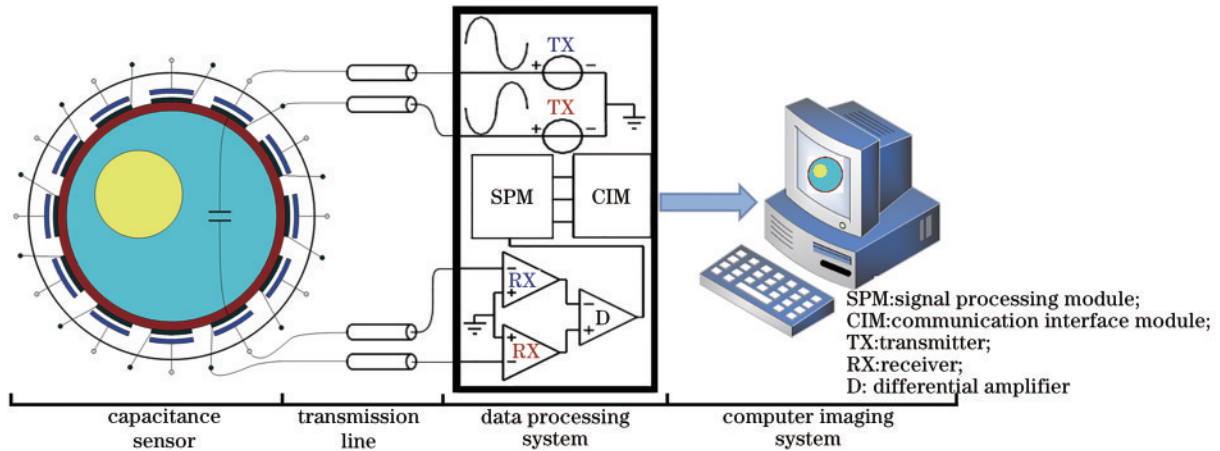 + TX −
TX
+ −
SPM
CIM
− RX
+
−
D
+
+
RX
−
SPM:signal processing module;
CIM:communication interface module;
TX:transmitter;
RX:receiver;
D: differential amplifier
capacitance
sensor
transmission
line
data processing
system
computer imaging
system